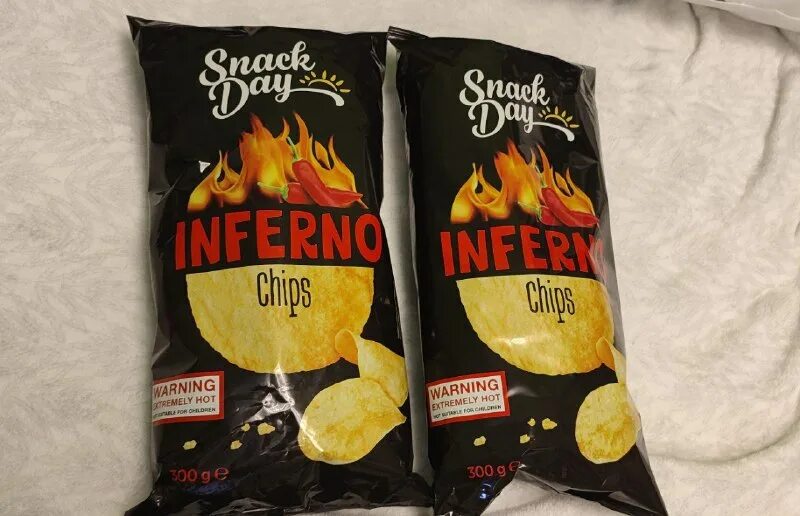 Snack
Day
INFERNO
Chips
WARNING
EXTREMELY HOT
NOT SUITABLE FOR CHILDREN
300 g ℮
Snack
Day
INFERN
Chips
WARNING
EXTREMELY HOT
NOT SUITABLE FOR CHILDREN
300 g ℮